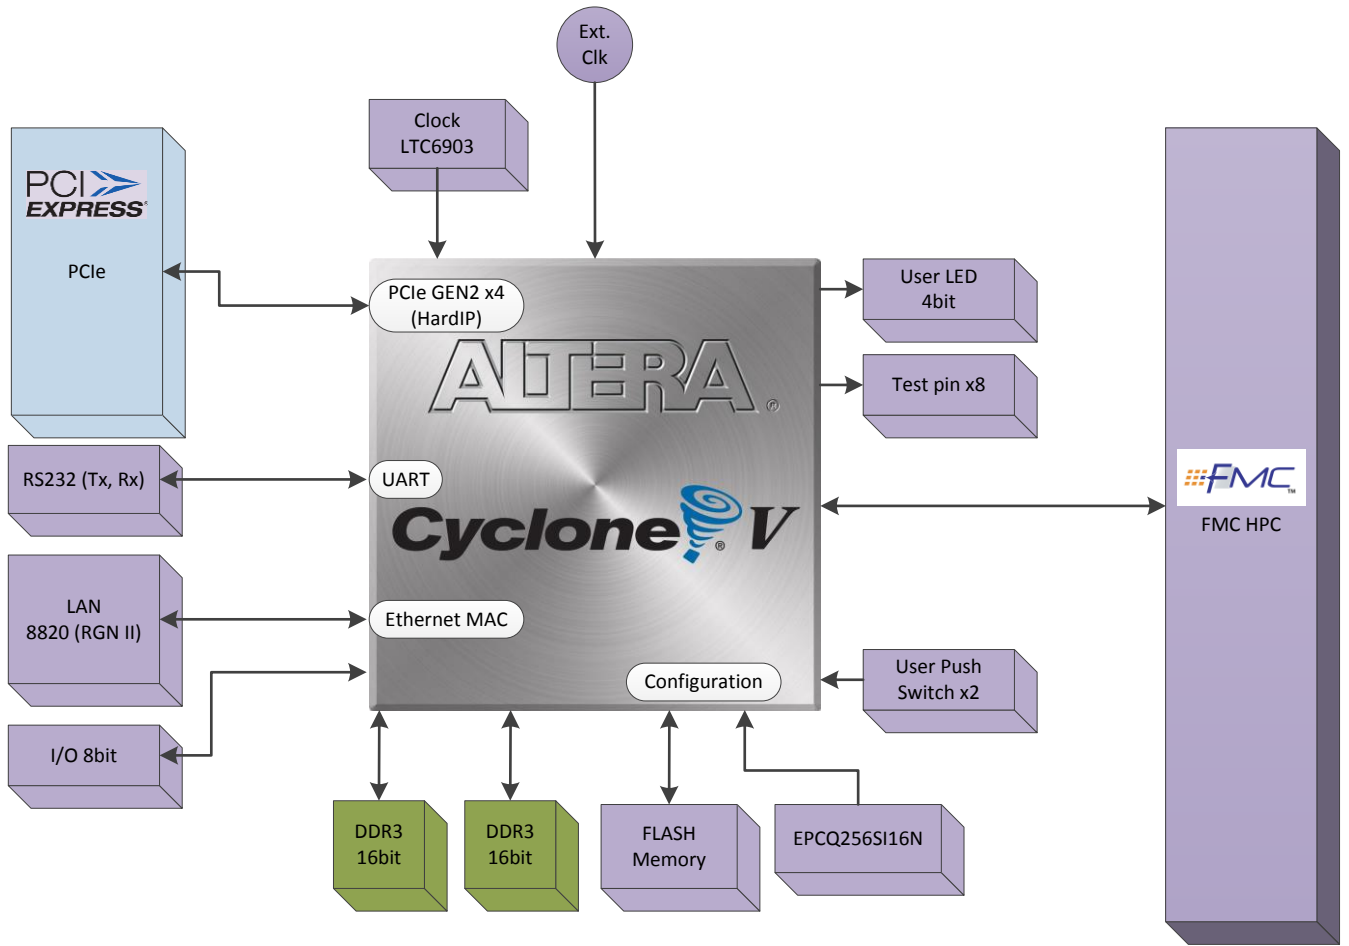 Ext.
Clk
Clock
LTC6903
PCI
EXPRESS®
PCIe
PCIe GEN2 x4
(HardIP)
User LED
4bit
ALTERA®
Test pin x8
RS232 (Tx, Rx)
UART
FMC™
FMC HPC
Cyclone® V
LAN
8820 (RGN II)
Ethernet MAC
Configuration
User Push
Switch x2
I/O 8bit
DDR3
16bit
DDR3
16bit
FLASH
Memory
EPCQ256SI16N